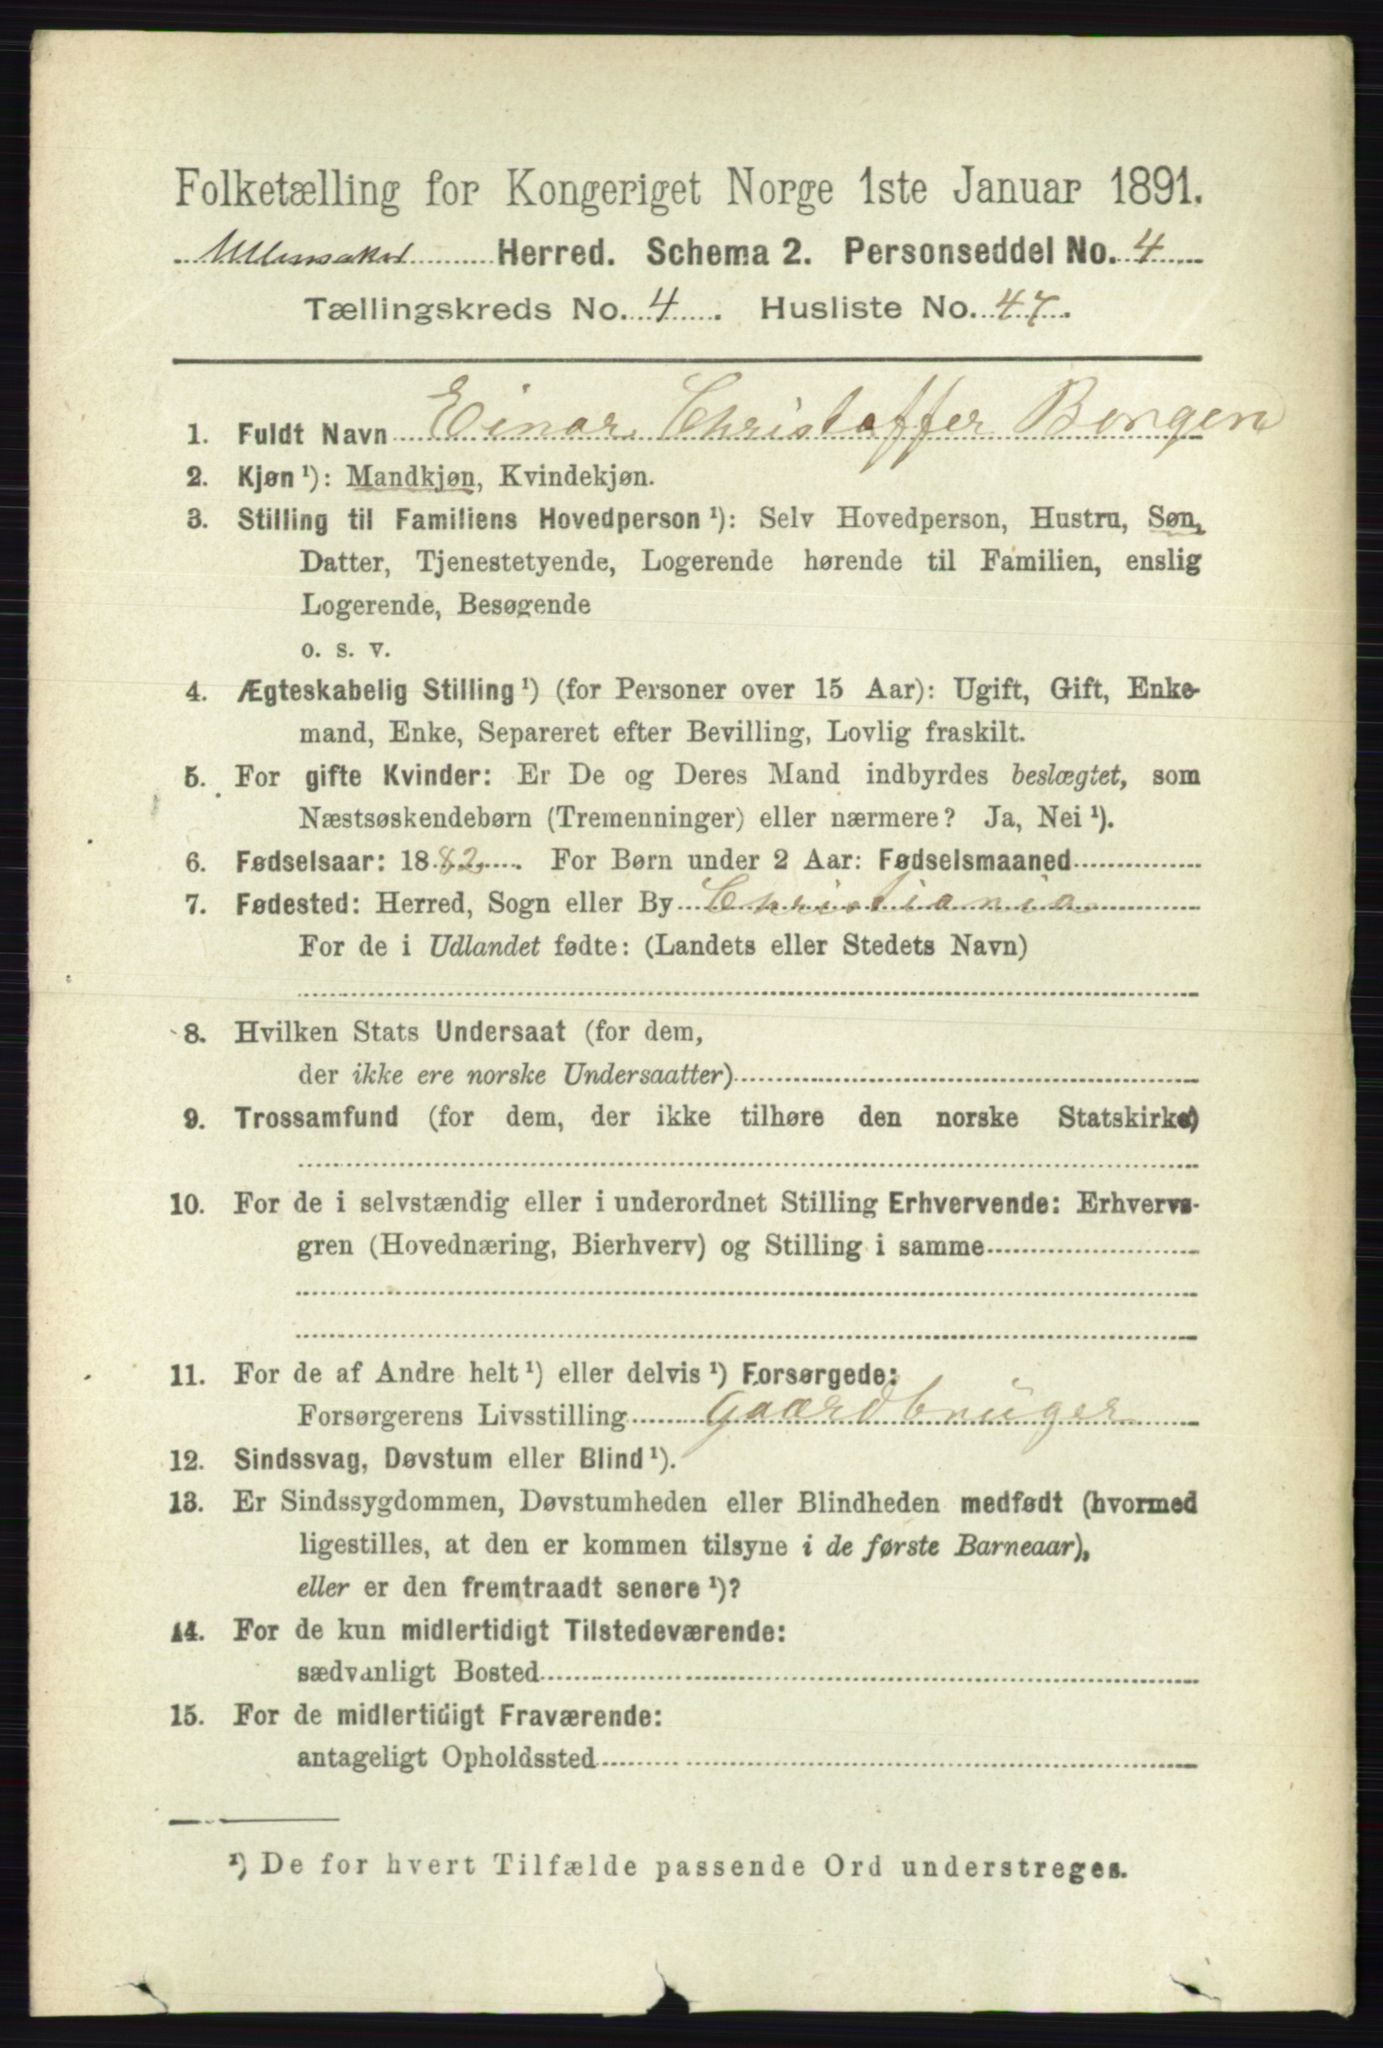 Folketælling for Kongeriget Norge 1ste Januar 1891.
Ullensaker Herred. Schema 2. Personseddel No. 4
Tællingskreds No. 4. Husliste No. 47.
1. Fuldt Navn Einar Christoffer Borgen
2. Kjøn ¹): Mandkjøn, Kvindekjøn.
3. Stilling til Familiens Hovedperson ¹): Selv Hovedperson, Hustru, Søn,
Datter, Tjenestetyende, Logerende hørende til Familien, enslig
Logerende, Besøgende
o. s. v.
4. Ægteskabelig Stilling ¹) (for Personer over 15 Aar): Ugift, Gift, Enke-
mand, Enke, Separeret efter Bevilling, Lovlig fraskilt.
5. For gifte Kvinder: Er De og Deres Mand indbyrdes beslægtet, som
Næstsøskendebørn (Tremenninger) eller nærmere? Ja, Nei ¹).
6. Fødselsaar: 1882. For Børn under 2 Aar: Fødselsmaaned
7. Fødested: Herred, Sogn eller By Christiania
For de i Udlandet fødte: (Landets eller Stedets Navn)
8. Hvilken Stats Undersaat (for dem,
der ikke ere norske Undersaatter)
9. Trossamfund (for dem, der ikke tilhøre den norske Statskirke)
10. For de i selvstændig eller i underordnet Stilling Erhvervende: Erhvervs-
gren (Hovednæring, Bierhverv) og Stilling i samme
11. For de af Andre helt ¹) eller delvis ¹) Forsørgede:
Forsørgerens Livsstilling Gaardbruger
12. Sindssvag, Døvstum eller Blind ¹).
13. Er Sindssygdommen, Døvstumheden eller Blindheden medfødt (hvormed
ligestilles, at den er kommen tilsyne i de første Barneaar),
eller er den fremtraadt senere ¹)?
14. For de kun midlertidigt Tilstedeværende:
sædvanligt Bosted
15. For de midlertidigt Fraværende:
antageligt Opholdssted
¹) De for hvert Tilfælde passende Ord understreges.